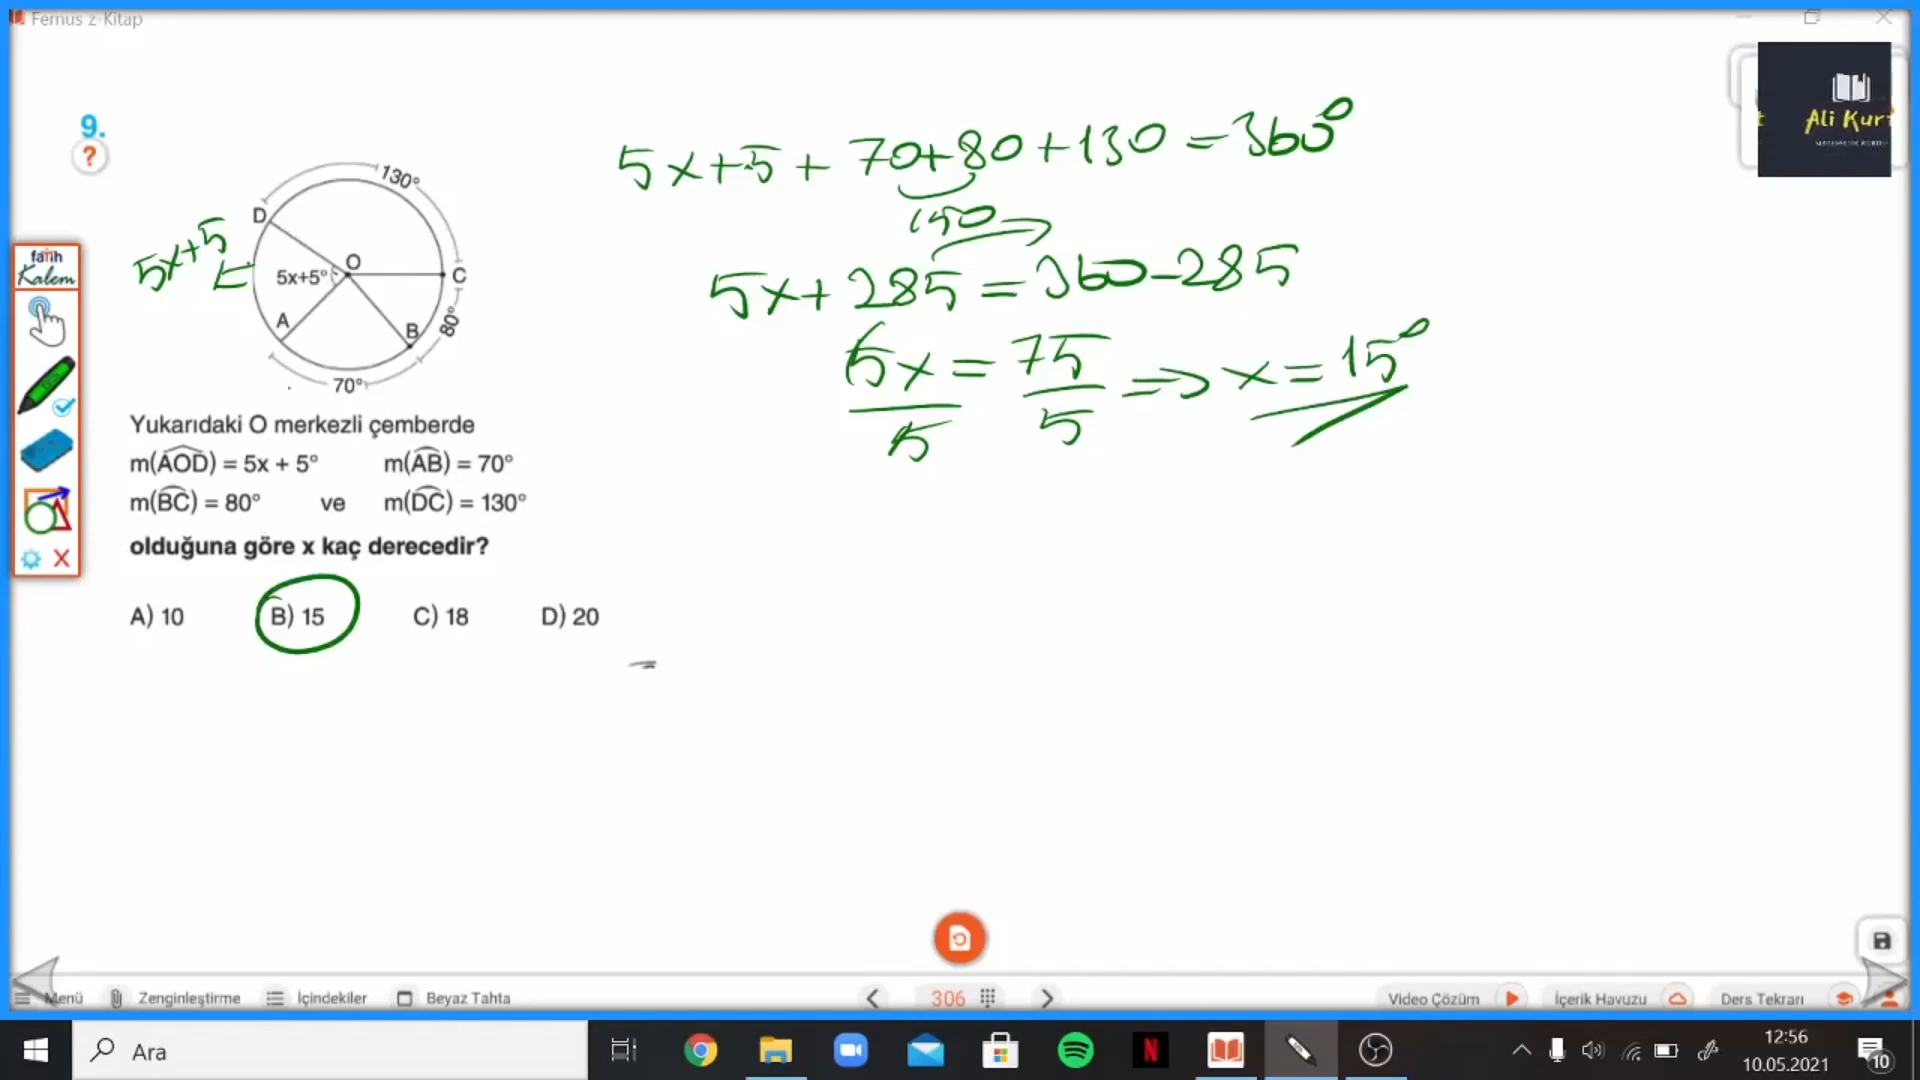 Fernus z-Kitap
Ali Kurt
9.
?
5x+5+70+80+130=360°
150
5x+285=360-285
5x = 75 ⇒ x=15°
5 5
130°
D
5x+5
O
5x+5°
C
A
B
80°
70°
fatih
Kalem
Yukarıdaki O merkezli çemberde
m(AOD) = 5x + 5° m(AB) = 70°
m(BC) = 80° ve m(DC) = 130°
olduğuna göre x kaç derecedir?
A) 10 B) 15 C) 18 D) 20
Menü Zenginleştirme İçindekiler Beyaz Tahta 306 Video Çözüm İçerik Havuzu Ders Tekrarı
Ara
12:56
10.05.2021
10